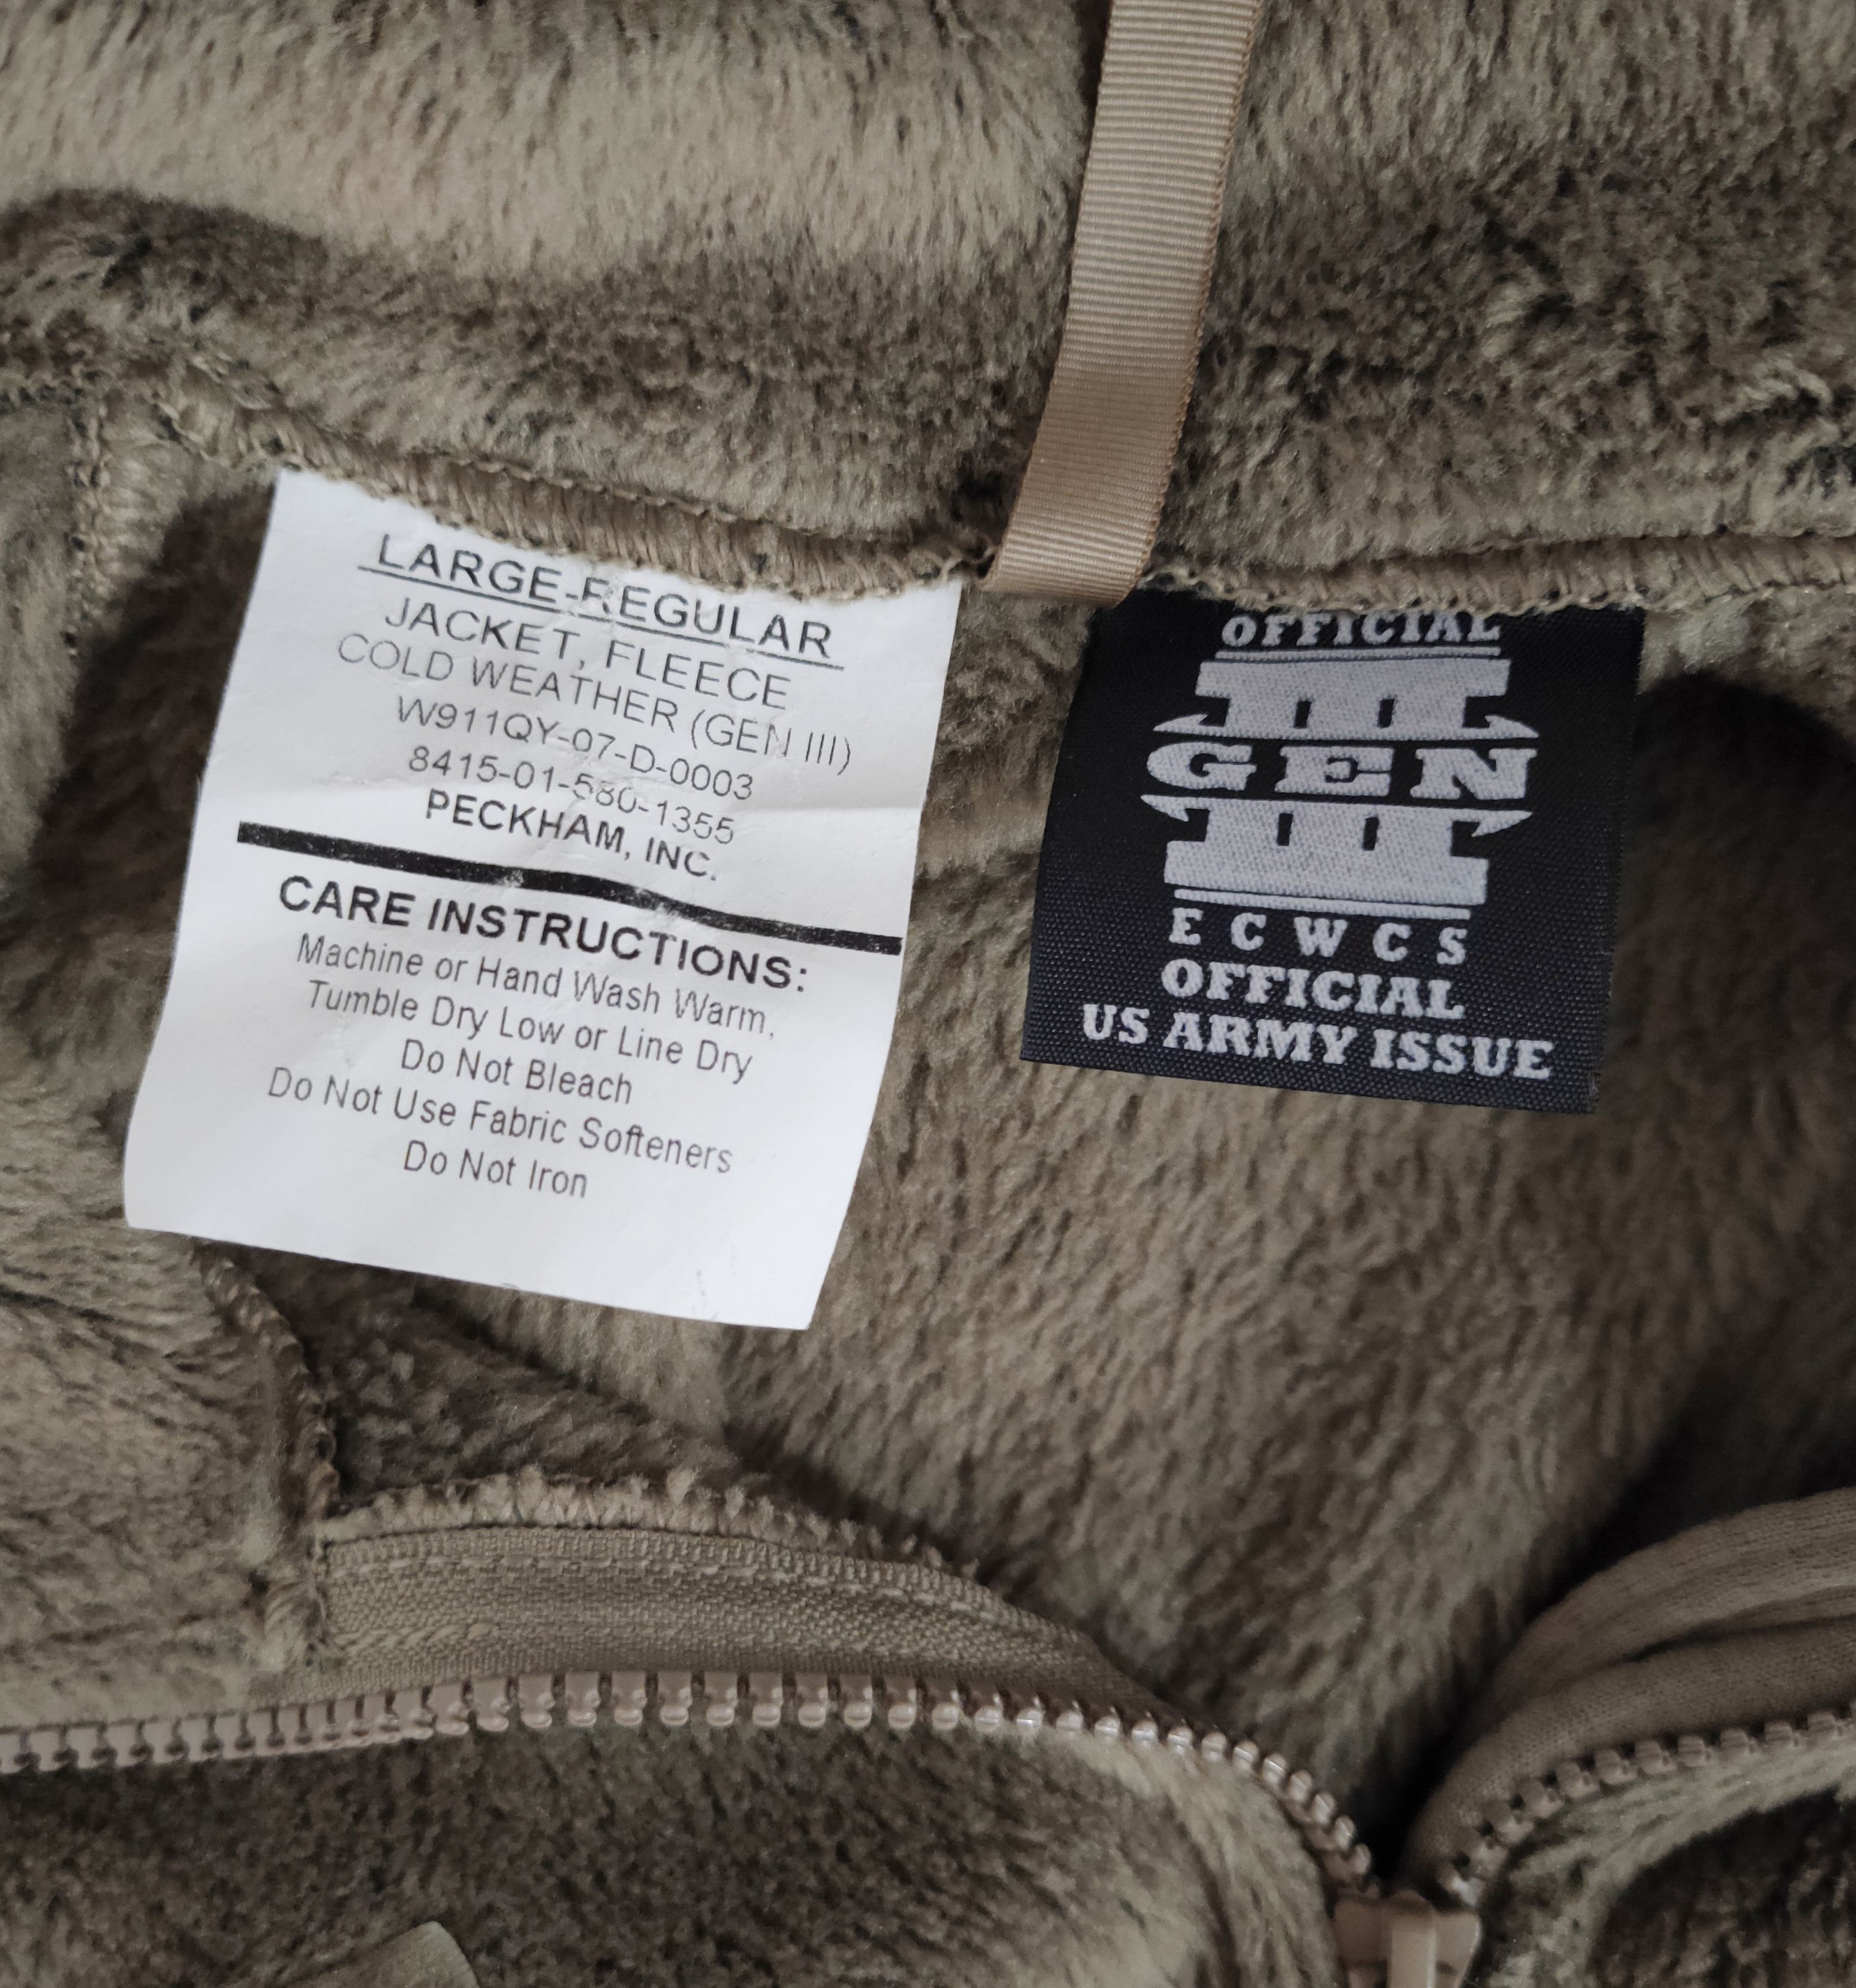 LARGE-REGULAR
JACKET, FLEECE
COLD WEATHER (GEN III)
W911QY-07-D-0003
8415-01-580-1355
PECKHAM, INC.
CARE INSTRUCTIONS:
Machine or Hand Wash Warm,
Tumble Dry Low or Line Dry
Do Not Bleach
Do Not Use Fabric Softeners
Do Not Iron
OFFICIAL
III
GEN
III
ECWCS
OFFICIAL
US ARMY ISSUE